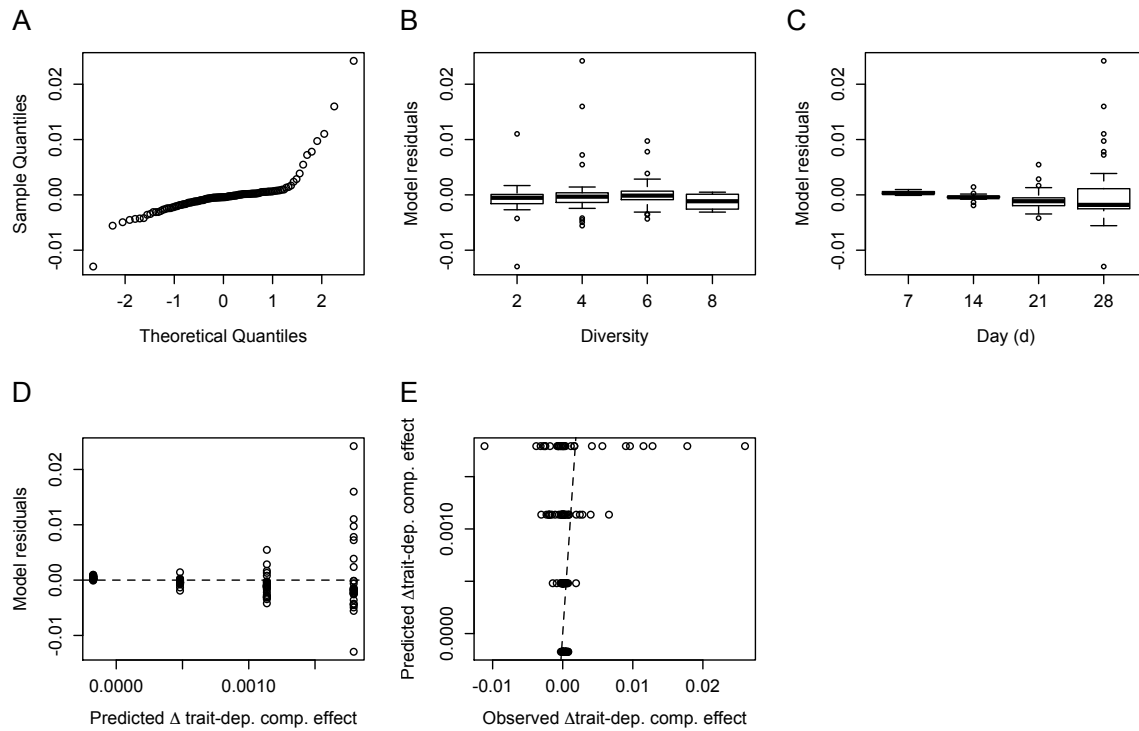 A
Sample Quantiles
0.02
0.01
0.00
-0.01
-2 -1 0 1 2
Theoretical Quantiles
B
Model residuals
0.02
0.01
0.00
-0.01
2 4 6 8
Diversity
C
Model residuals
0.02
0.01
0.00
-0.01
7 14 21 28
Day (d)
D
Model residuals
0.02
0.01
0.00
-0.01
0.0000 0.0010
Predicted Δ trait-dep. comp. effect
E
Predicted Δtrait-dep. comp. effect
0.0010
0.0000
-0.01 0.00 0.01 0.02
Observed Δtrait-dep. comp. effect